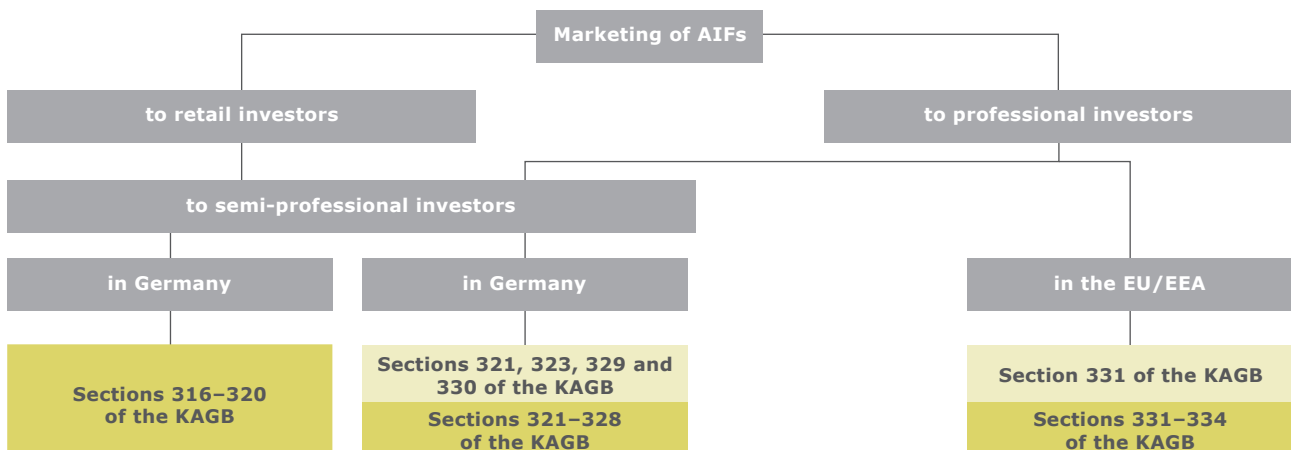 Marketing of AIFs
to retail investors
to professional investors
to semi-professional investors
in Germany
in Germany
in the EU/EEA
Sections 316–320
of the KAGB
Sections 321, 323, 329 and
330 of the KAGB
Sections 321–328
of the KAGB
Section 331 of the KAGB
Sections 331–334
of the KAGB